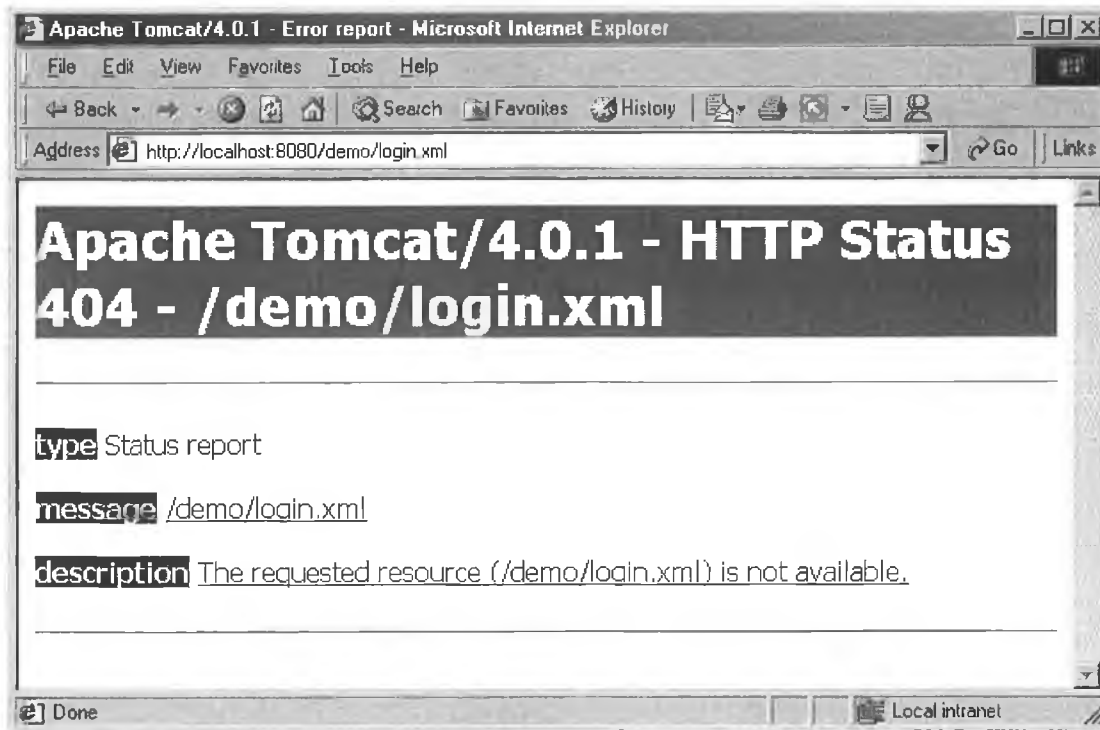 Apache Tomcat/4.0.1 - Error report - Microsoft Internet Explorer
File Edit View Favorites Tools Help
Back Search Favorites History
Address http://localhost:8080/demo/login.xml Go Links
Apache Tomcat/4.0.1 - HTTP Status
404 - /demo/login.xml
type Status report
message /demo/login.xml
description The requested resource (/demo/login.xml) is not available.
Done Local intranet